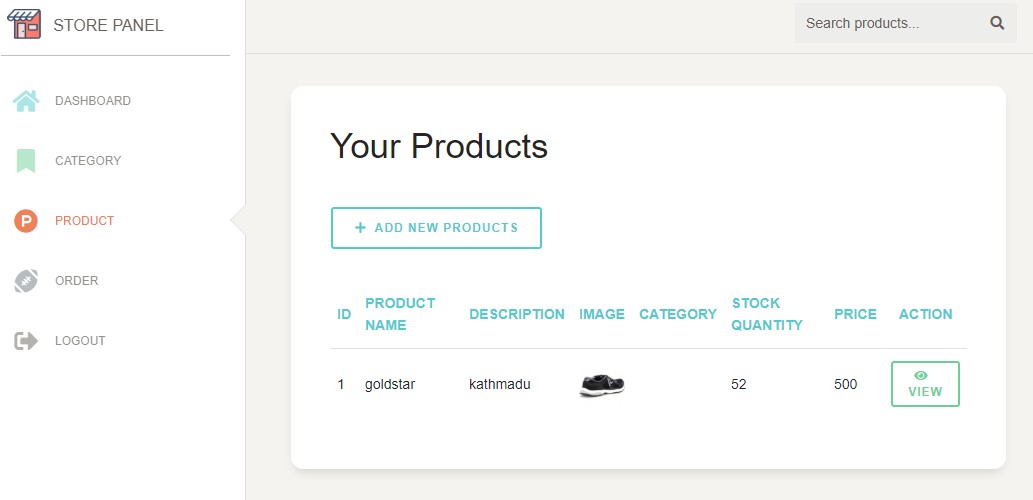 STORE PANEL
Search products...
DASHBOARD
CATEGORY
P PRODUCT
ORDER
LOGOUT
Your Products
+ ADD NEW PRODUCTS
ID PRODUCT NAME DESCRIPTION IMAGE CATEGORY STOCK QUANTITY PRICE ACTION
1 goldstar kathmadu 52 500 VIEW